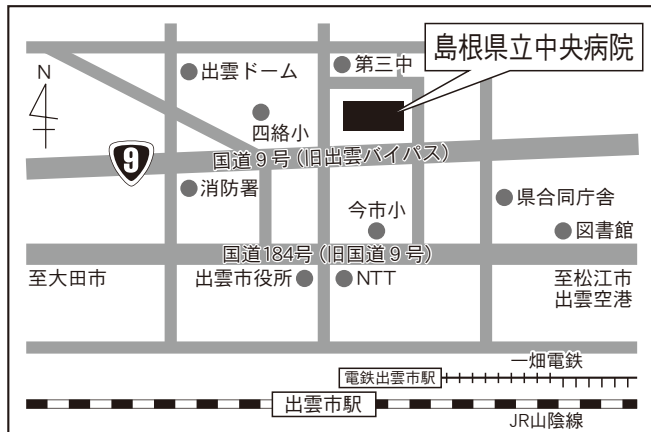 島根県立中央病院
第三中
出雲ドーム
N
四絡小
国道9号(旧出雲バイパス)
9
消防署
県合同庁舎
今市小
図書館
国道184号(旧国道9号)
至大田市
出雲市役所
NTT
至松江市
出雲空港
一畑電鉄
電鉄出雲市駅
出雲市駅
JR山陰線